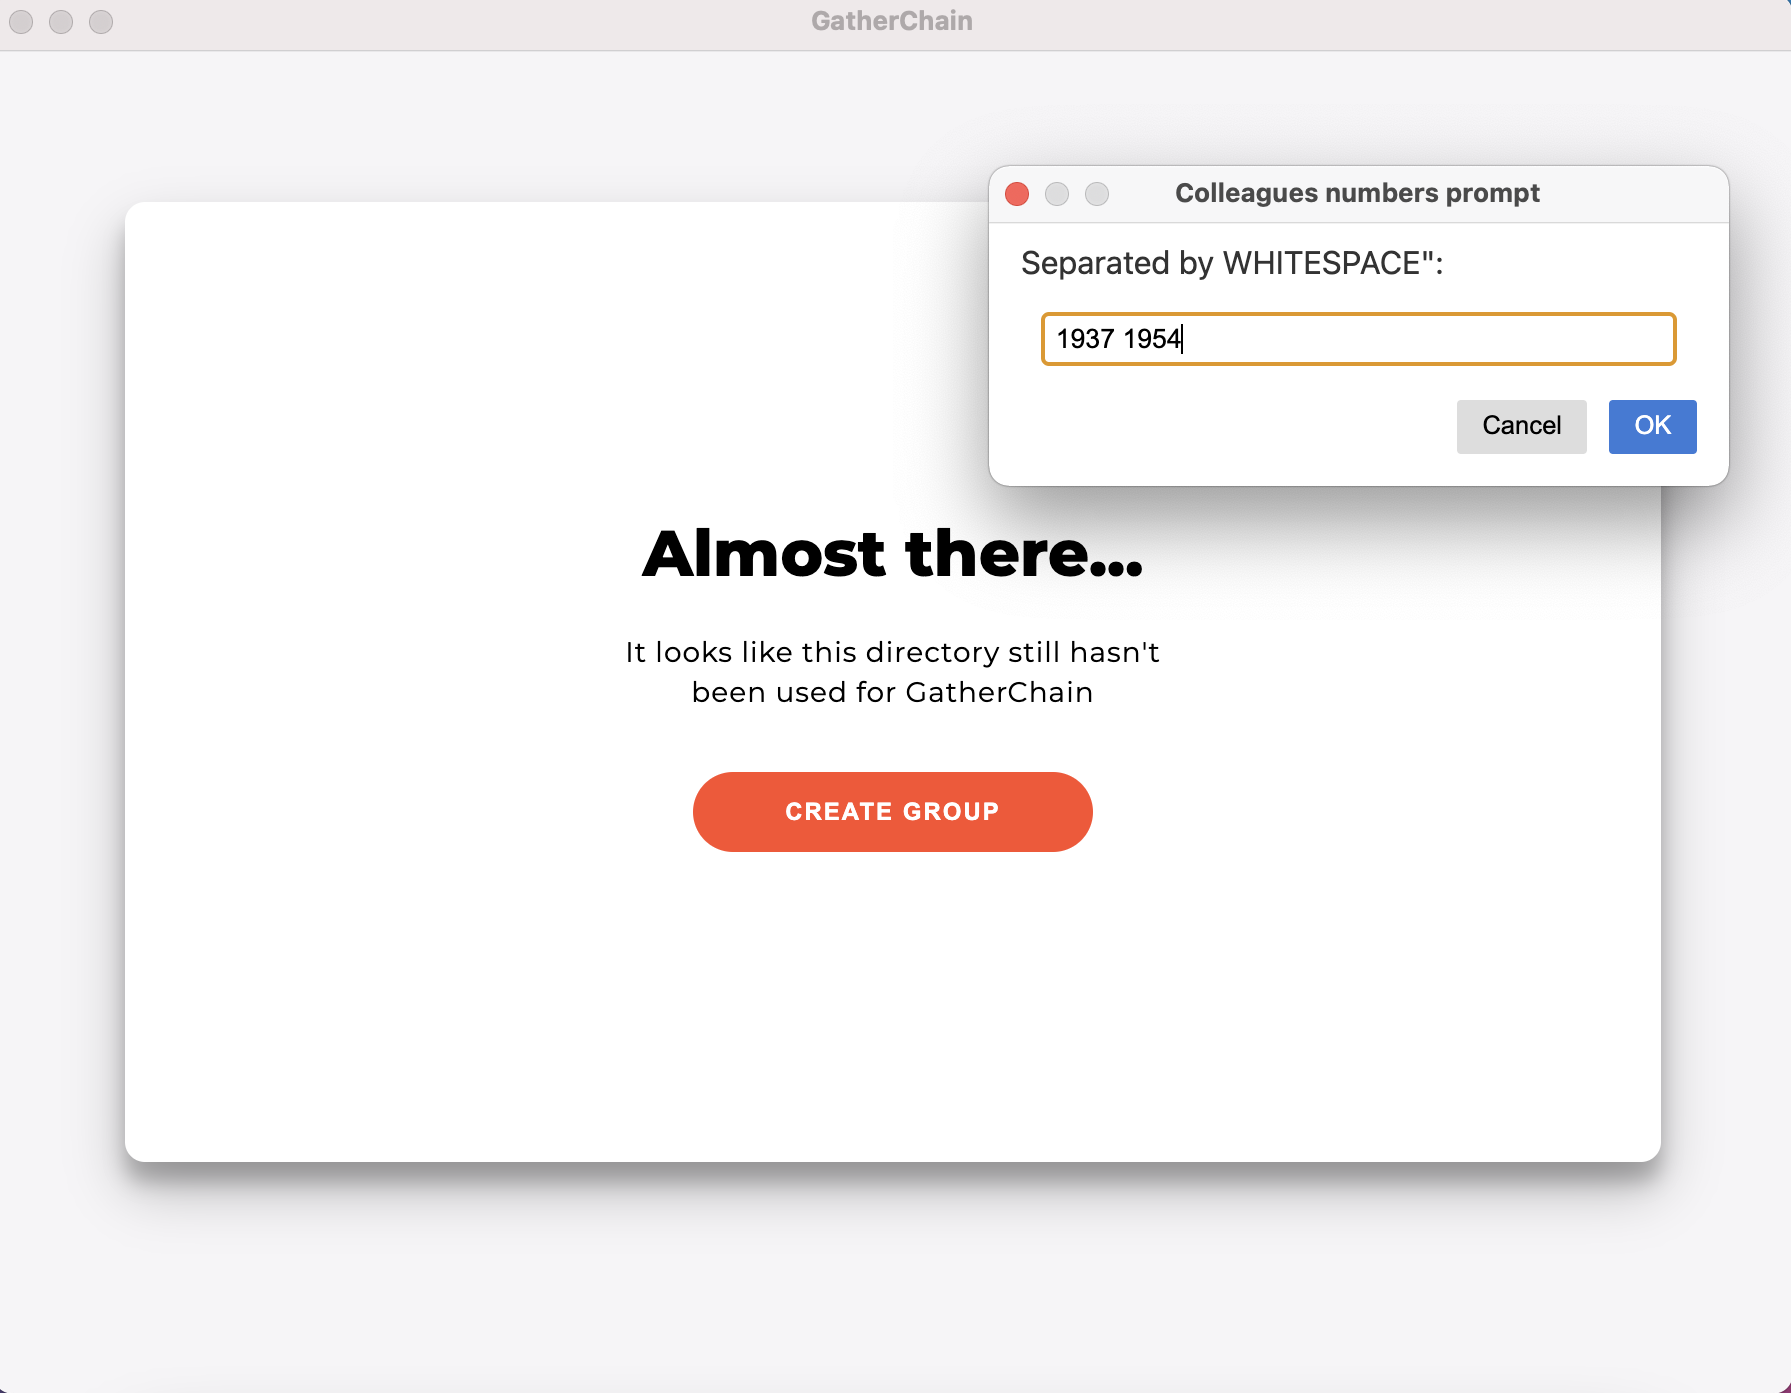 GatherChain
Colleagues numbers prompt
Separated by WHITESPACE":
1937 1954
Cancel
OK
Almost there...
It looks like this directory still hasn't
been used for GatherChain
CREATE GROUP